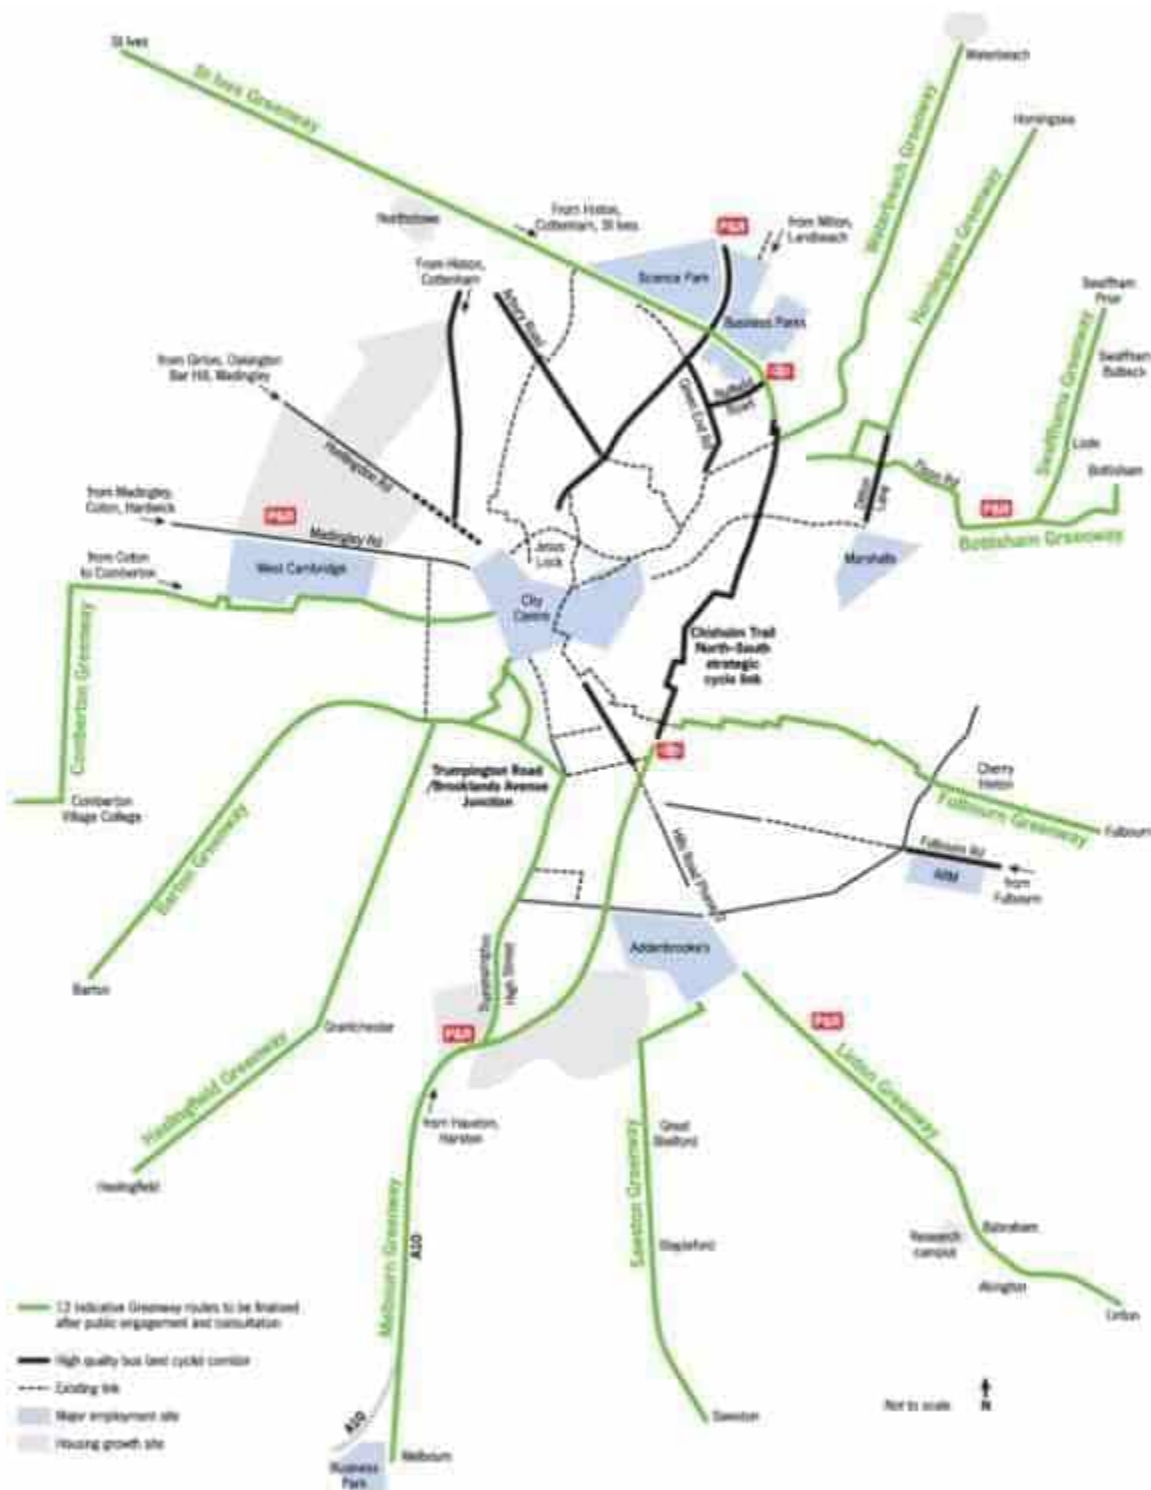 St Ives
St Ives Greenway
Waterbeach
Waterbeach Greenway
Horningsea
Horningsea Greenway
Northstowe
From Histon,
Cottenham, St Ives
P&R
from Milton,
Landbeach
Science Park
Business Parks
From Histon,
Cottenham
Arbury Road
Swaffham
Prior
Swaffham
Bulbeck
Swaffhams Greenway
Lode
Bottisham
from Girton, Oakington
Bar Hill, Madingley
Huntingdon Rd
Green End Rd
Nuffield
Road
Ditton
Lane
P&R
Bottisham Greenway
from Madingley,
Coton, Hardwick
P&R
Madingley Rd
from Coton
to Comberton
West Cambridge
Jesus
Lock
City
Centre
Marshalls
Chisholm Trail
North-South
strategic
cycle link
Comberton Greenway
Comberton
Village College
Trumpington Road
/Brooklands Avenue
Junction
Cherry
Hinton
Fulbourn Greenway
Fulbourn
Fulbourn Rd
ARM
from
Fulbourn
Barton Greenway
Barton
Hills Road Phase 2
Addenbrooke's
Trumpington
High Street
P&R
P&R
Grantchester
Haslingfield Greenway
Haslingfield
from Hauxton,
Harston
Linton Greenway
Great
Shelford
Sawston Greenway
Stapleford
Sawston
Research
campus
Babraham
Abington
Linton
Melbourn Greenway
A10
A10
Melbourn
Business
Park
12 indicative Greenway routes to be finalised
after public engagement and consultation
High quality bus (and cycle) corridor
Existing link
Major employment site
Housing growth site
Not to scale
N